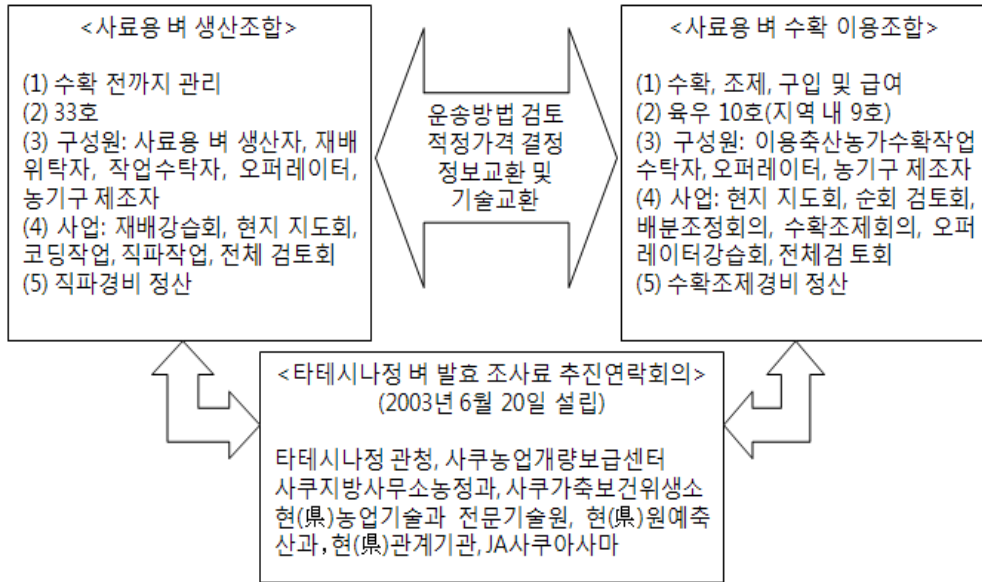 <사료용 벼 생산조합>
(1) 수확 전까지 관리
(2) 33호
(3) 구성원: 사료용 벼 생산자, 재배
위탁자, 작업수탁자, 오퍼레이터,
농기구 제조자
(4) 사업: 재배강습회, 현지 지도회,
코딩작업, 직파작업, 전체 검토회
(5) 직파경비 정산
운송방법 검토
적정가격 결정
정보교환 및
기술교환
<사료용 벼 수확 이용조합>
(1) 수확, 조제, 구입 및 급여
(2) 육우 10호(지역 내 9호)
(3) 구성원: 이용축산농가수확작업
수탁자, 오퍼레이터, 농기구 제조자
(4) 사업: 현지 지도회, 순회 검토회,
배분조정회의, 수확조제회의, 오퍼
레이터강습회, 전체검 토회
(5) 수확조제경비 정산
<타테시나정 벼 발효 조사료 추진연락회의>
(2003년 6월 20일 설립)
타테시나정 관청, 사쿠농업개량보급센터
사쿠지방사무소농정과, 사쿠가축보건위생소
현(県)농업기술과 전문기술원, 현(県)원예축
산과, 현(県)관계기관, JA사쿠아사마